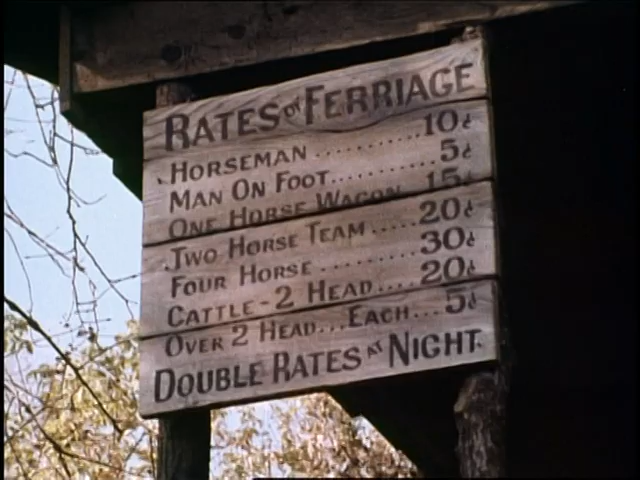 RATES OF FERRIAGE
HORSEMAN .......... 10¢
MAN ON FOOT .......... 5¢
ONE HORSE WAGON 15¢
TWO HORSE TEAM ..... 20¢
FOUR HORSE .......... 30¢
CATTLE - 2 HEAD .... 20¢
OVER 2 HEAD... EACH... 5¢
DOUBLE RATES AT NIGHT.